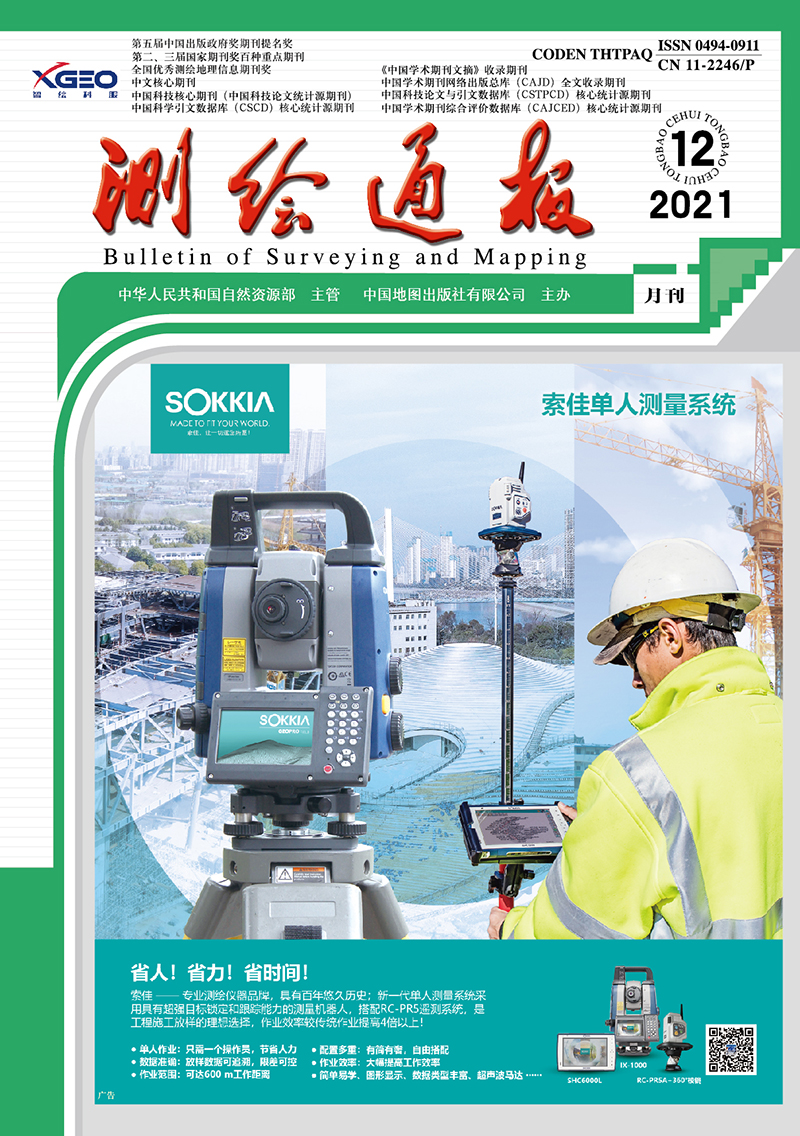 XGEO
智绘科服
第五届中国出版政府奖期刊提名奖
第二、三届国家期刊奖百种重点期刊
全国优秀测绘地理信息期刊奖
中文核心期刊
中国科技核心期刊（中国科技论文统计源期刊）
中国科学引文数据库（CSCD）核心统计源期刊
CODEN THTPAQ
ISSN 0494-0911
CN 11-2246/P
《中国学术期刊文摘》收录期刊
中国学术期刊网络出版总库（CAJD）全文收录期刊
中国科技论文与引文数据库（CSTPCD）核心统计源期刊
中国学术期刊综合评价数据库（CAJCED）核心统计源期刊
CEHUI TONGBAO CEHUI TONGBAO
12
2021
测绘通报
Bulletin of Surveying and Mapping
中华人民共和国自然资源部 主管 中国地图出版社有限公司 主办
月刊
SOKKIA
MADE TO FIT YOUR WORLD.
索佳单人测量系统
SOKKIA
省人！省力！省时间！
索佳 —— 专业测绘仪器品牌，具有百年悠久历史；新一代单人测量系统采
用具有超强目标锁定和跟踪能力的测量机器人，搭配RC-PR5遥测系统，是
工程施工放样的理想选择，作业效率较传统作业提高4倍以上！
• 单人作业：只需一个操作员，节省人力
• 数据准确：放样数据可追溯，限差可控
• 作业范围：可达600 m工作距离
• 配置多重：有简有奢，自由搭配
• 作业效率：大幅提高工作效率
• 简单易学、图形显示、数据类型丰富、超声波马达 ……
SHC6000L
iX-1000
RC-PR5A - 360°棱镜
广告